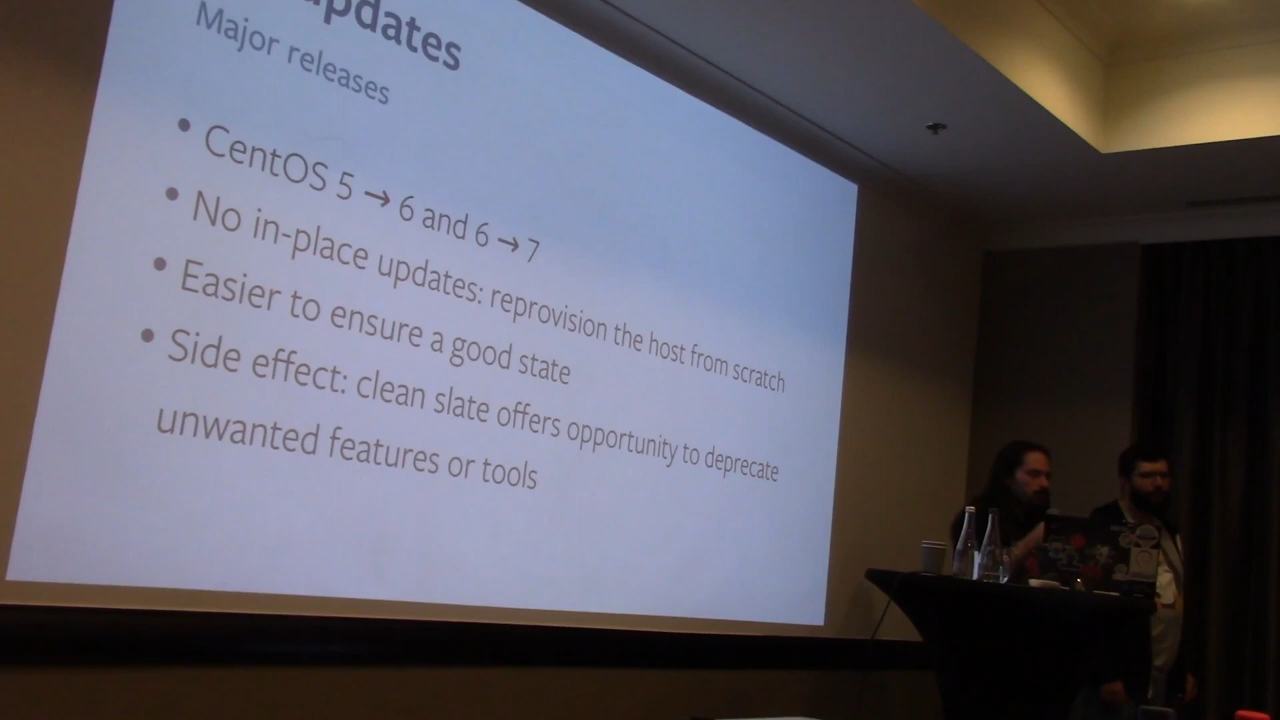 updates
Major releases
• CentOS 5 → 6 and 6 → 7
• No in-place updates: reprovision the host from scratch
• Easier to ensure a good state
• Side effect: clean slate offers opportunity to deprecate
unwanted features or tools